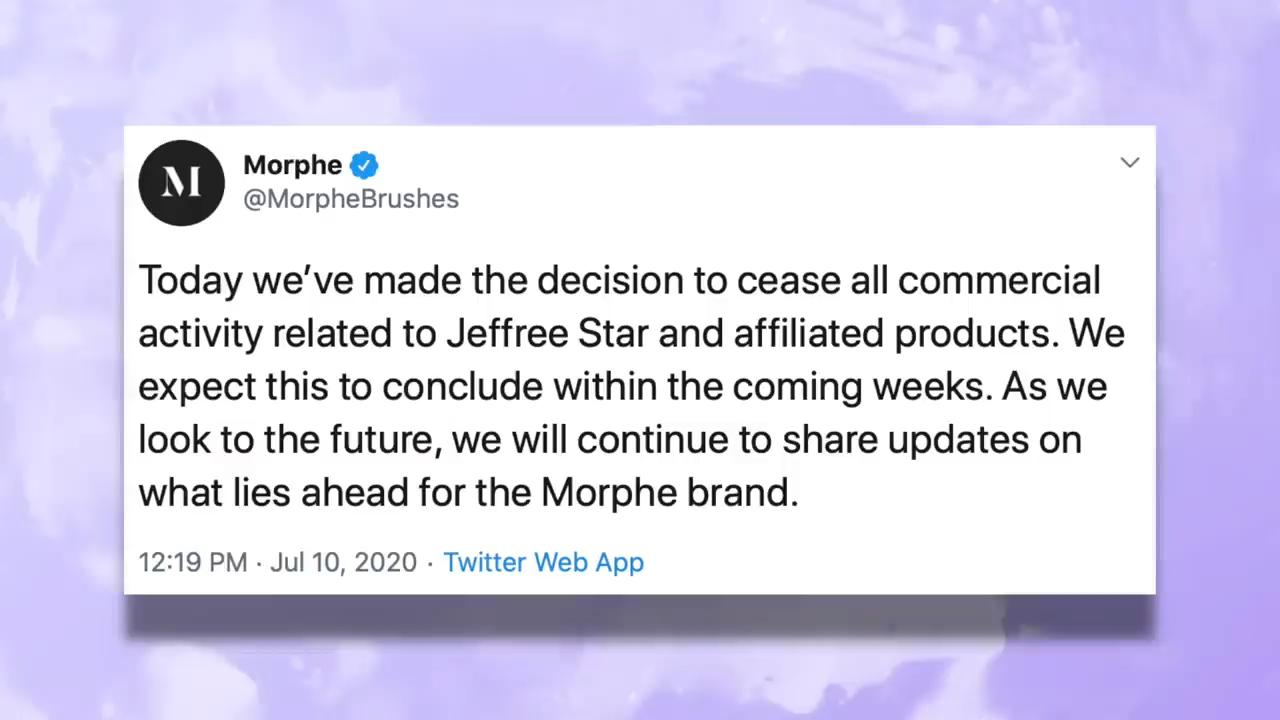 M
Morphe
@MorpheBrushes
Today we’ve made the decision to cease all commercial
activity related to Jeffree Star and affiliated products. We
expect this to conclude within the coming weeks. As we
look to the future, we will continue to share updates on
what lies ahead for the Morphe brand.
12:19 PM · Jul 10, 2020 · Twitter Web App